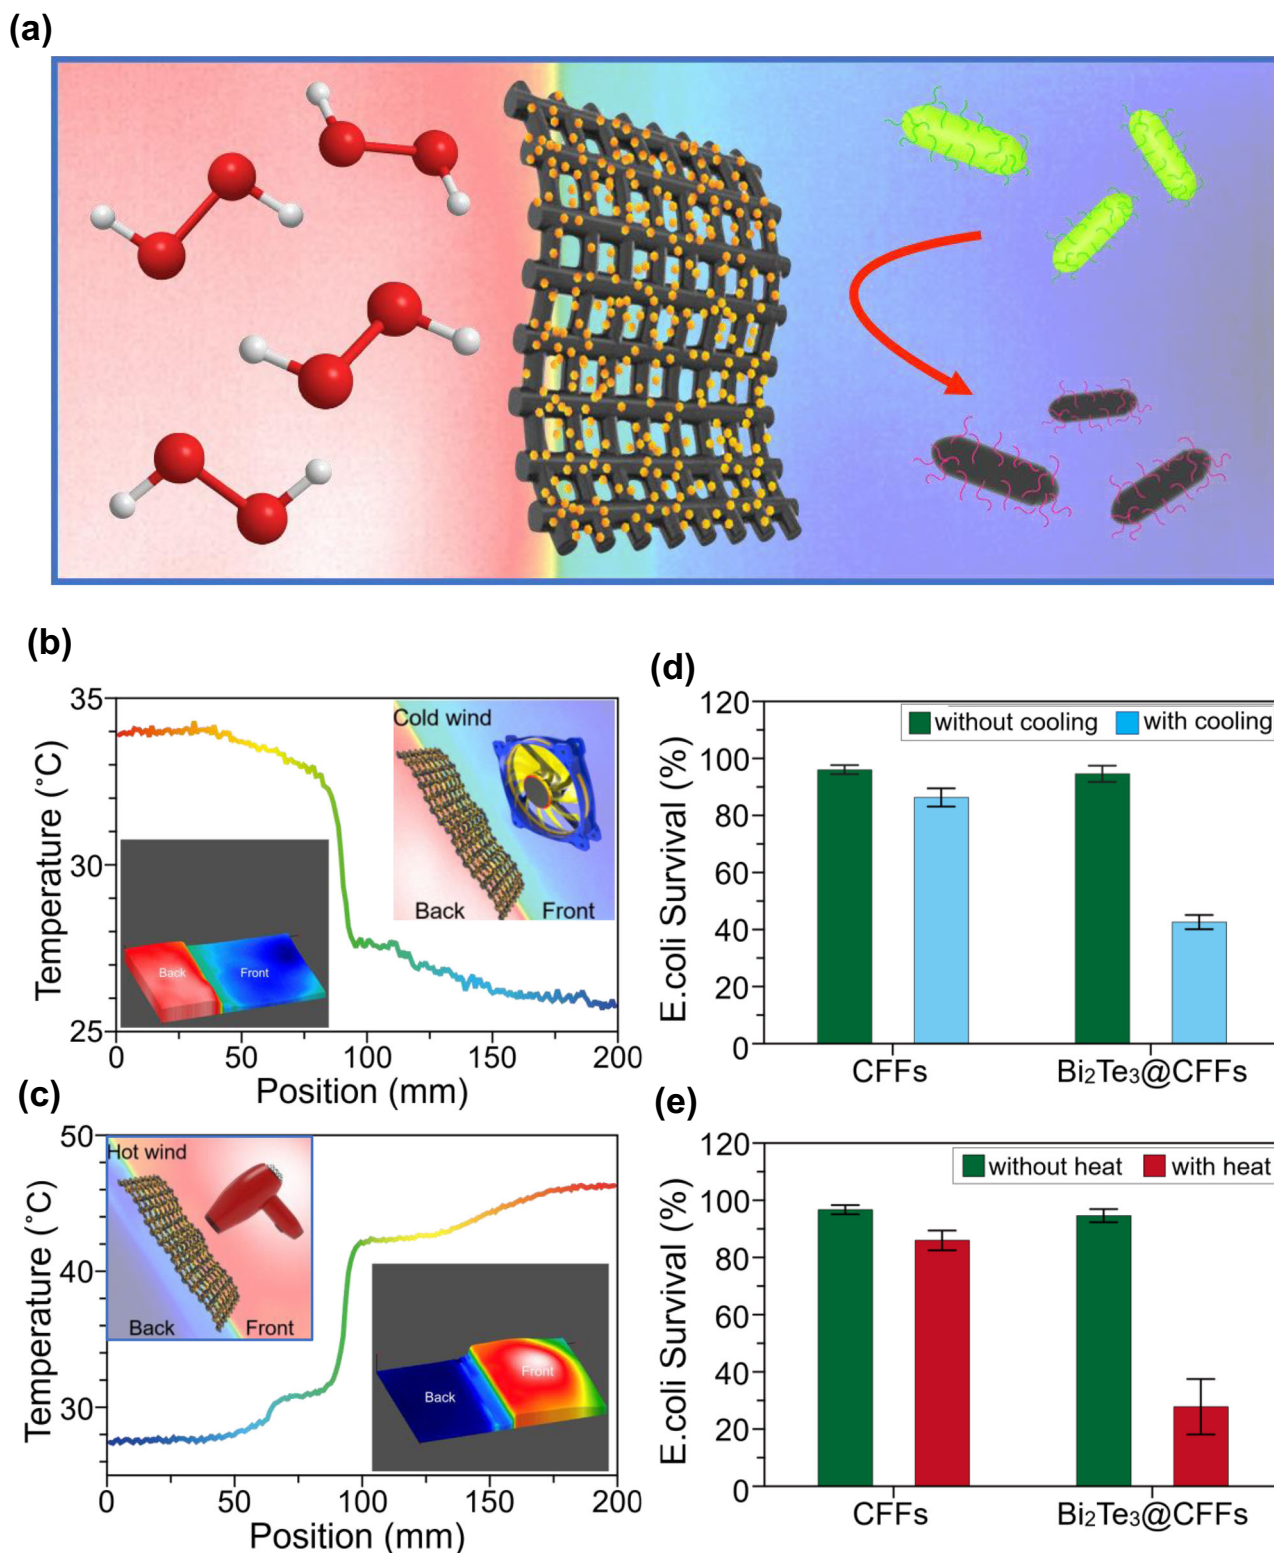 (a)
(b)
35
30
25
Temperature (°C)
Cold wind
Back Front
Back
Front
0 50 100 150 200
Position (mm)
(c)
50
40
30
Temperature (°C)
Hot wind
Back Front
Back
Front
0 50 100 150 200
Position (mm)
(d)
120
100
80
60
40
20
0
E.coli Survival (%)
without cooling with cooling
CFFs Bi₂Te₃@CFFs
(e)
120
100
80
60
40
20
0
E.coli Survival (%)
without heat with heat
CFFs Bi₂Te₃@CFFs